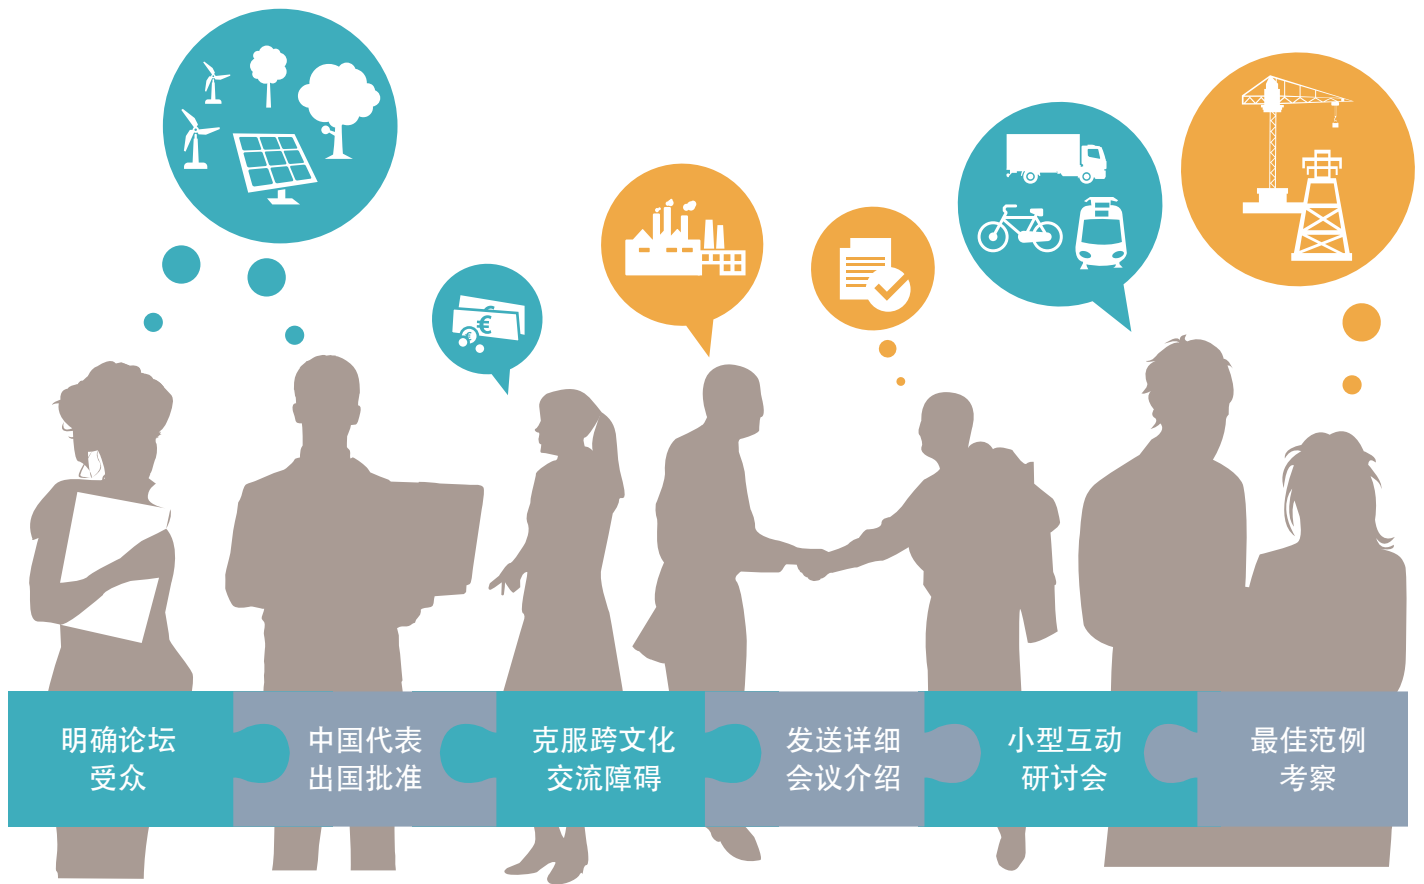 明确论坛
受众
中国代表
出国批准
克服跨文化
交流障碍
发送详细
会议介绍
小型互动
研讨会
最佳范例
考察
€
€